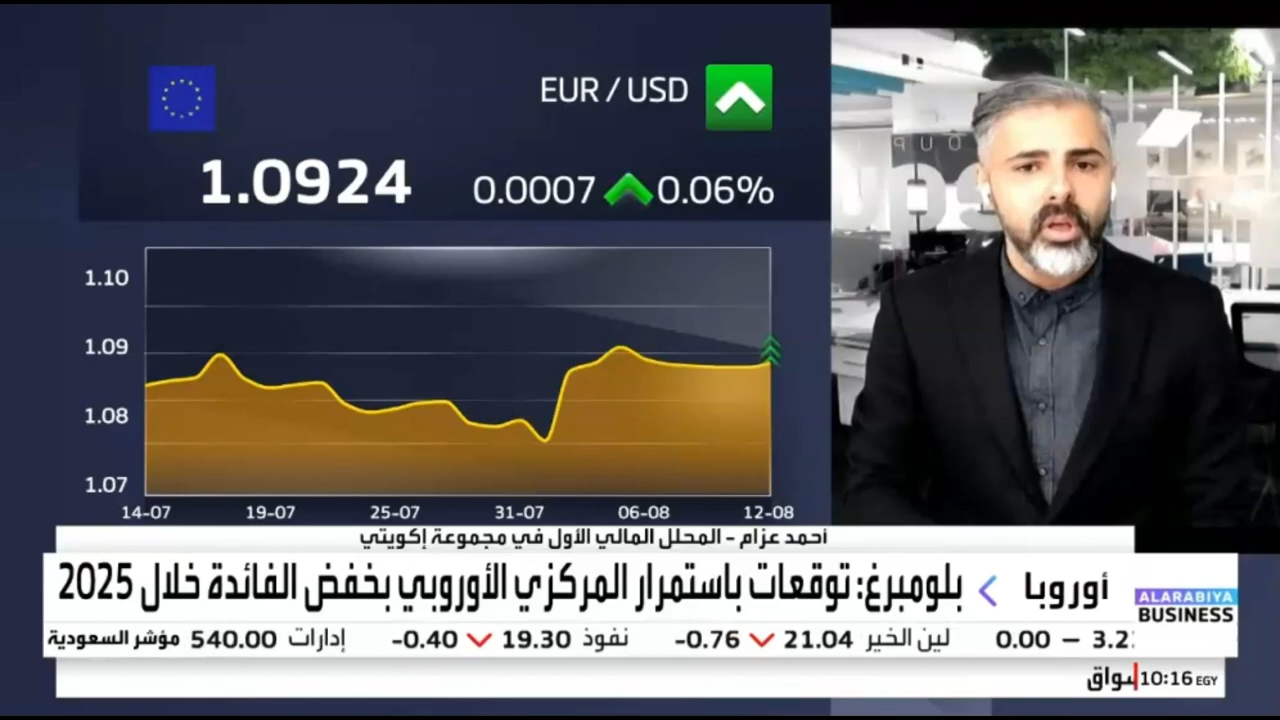 EUR / USD
1.0924 0.0007 0.06%
1.10
1.09
1.08
1.07
14-07 19-07 25-07 31-07 06-08 12-08
أحمد عزام - المحلل المالي الأول في مجموعة إكويتي
أوروبا
بلومبرغ: توقعات باستمرار المركزي الأوروبي بخفض الفائدة خلال 2025
ALARABIYA
BUSINESS
0.00 لين الخير 21.04 -0.76 نفوذ 19.30 -0.40 إدارات 540.00 مؤشر السعودية
10:16 EGY